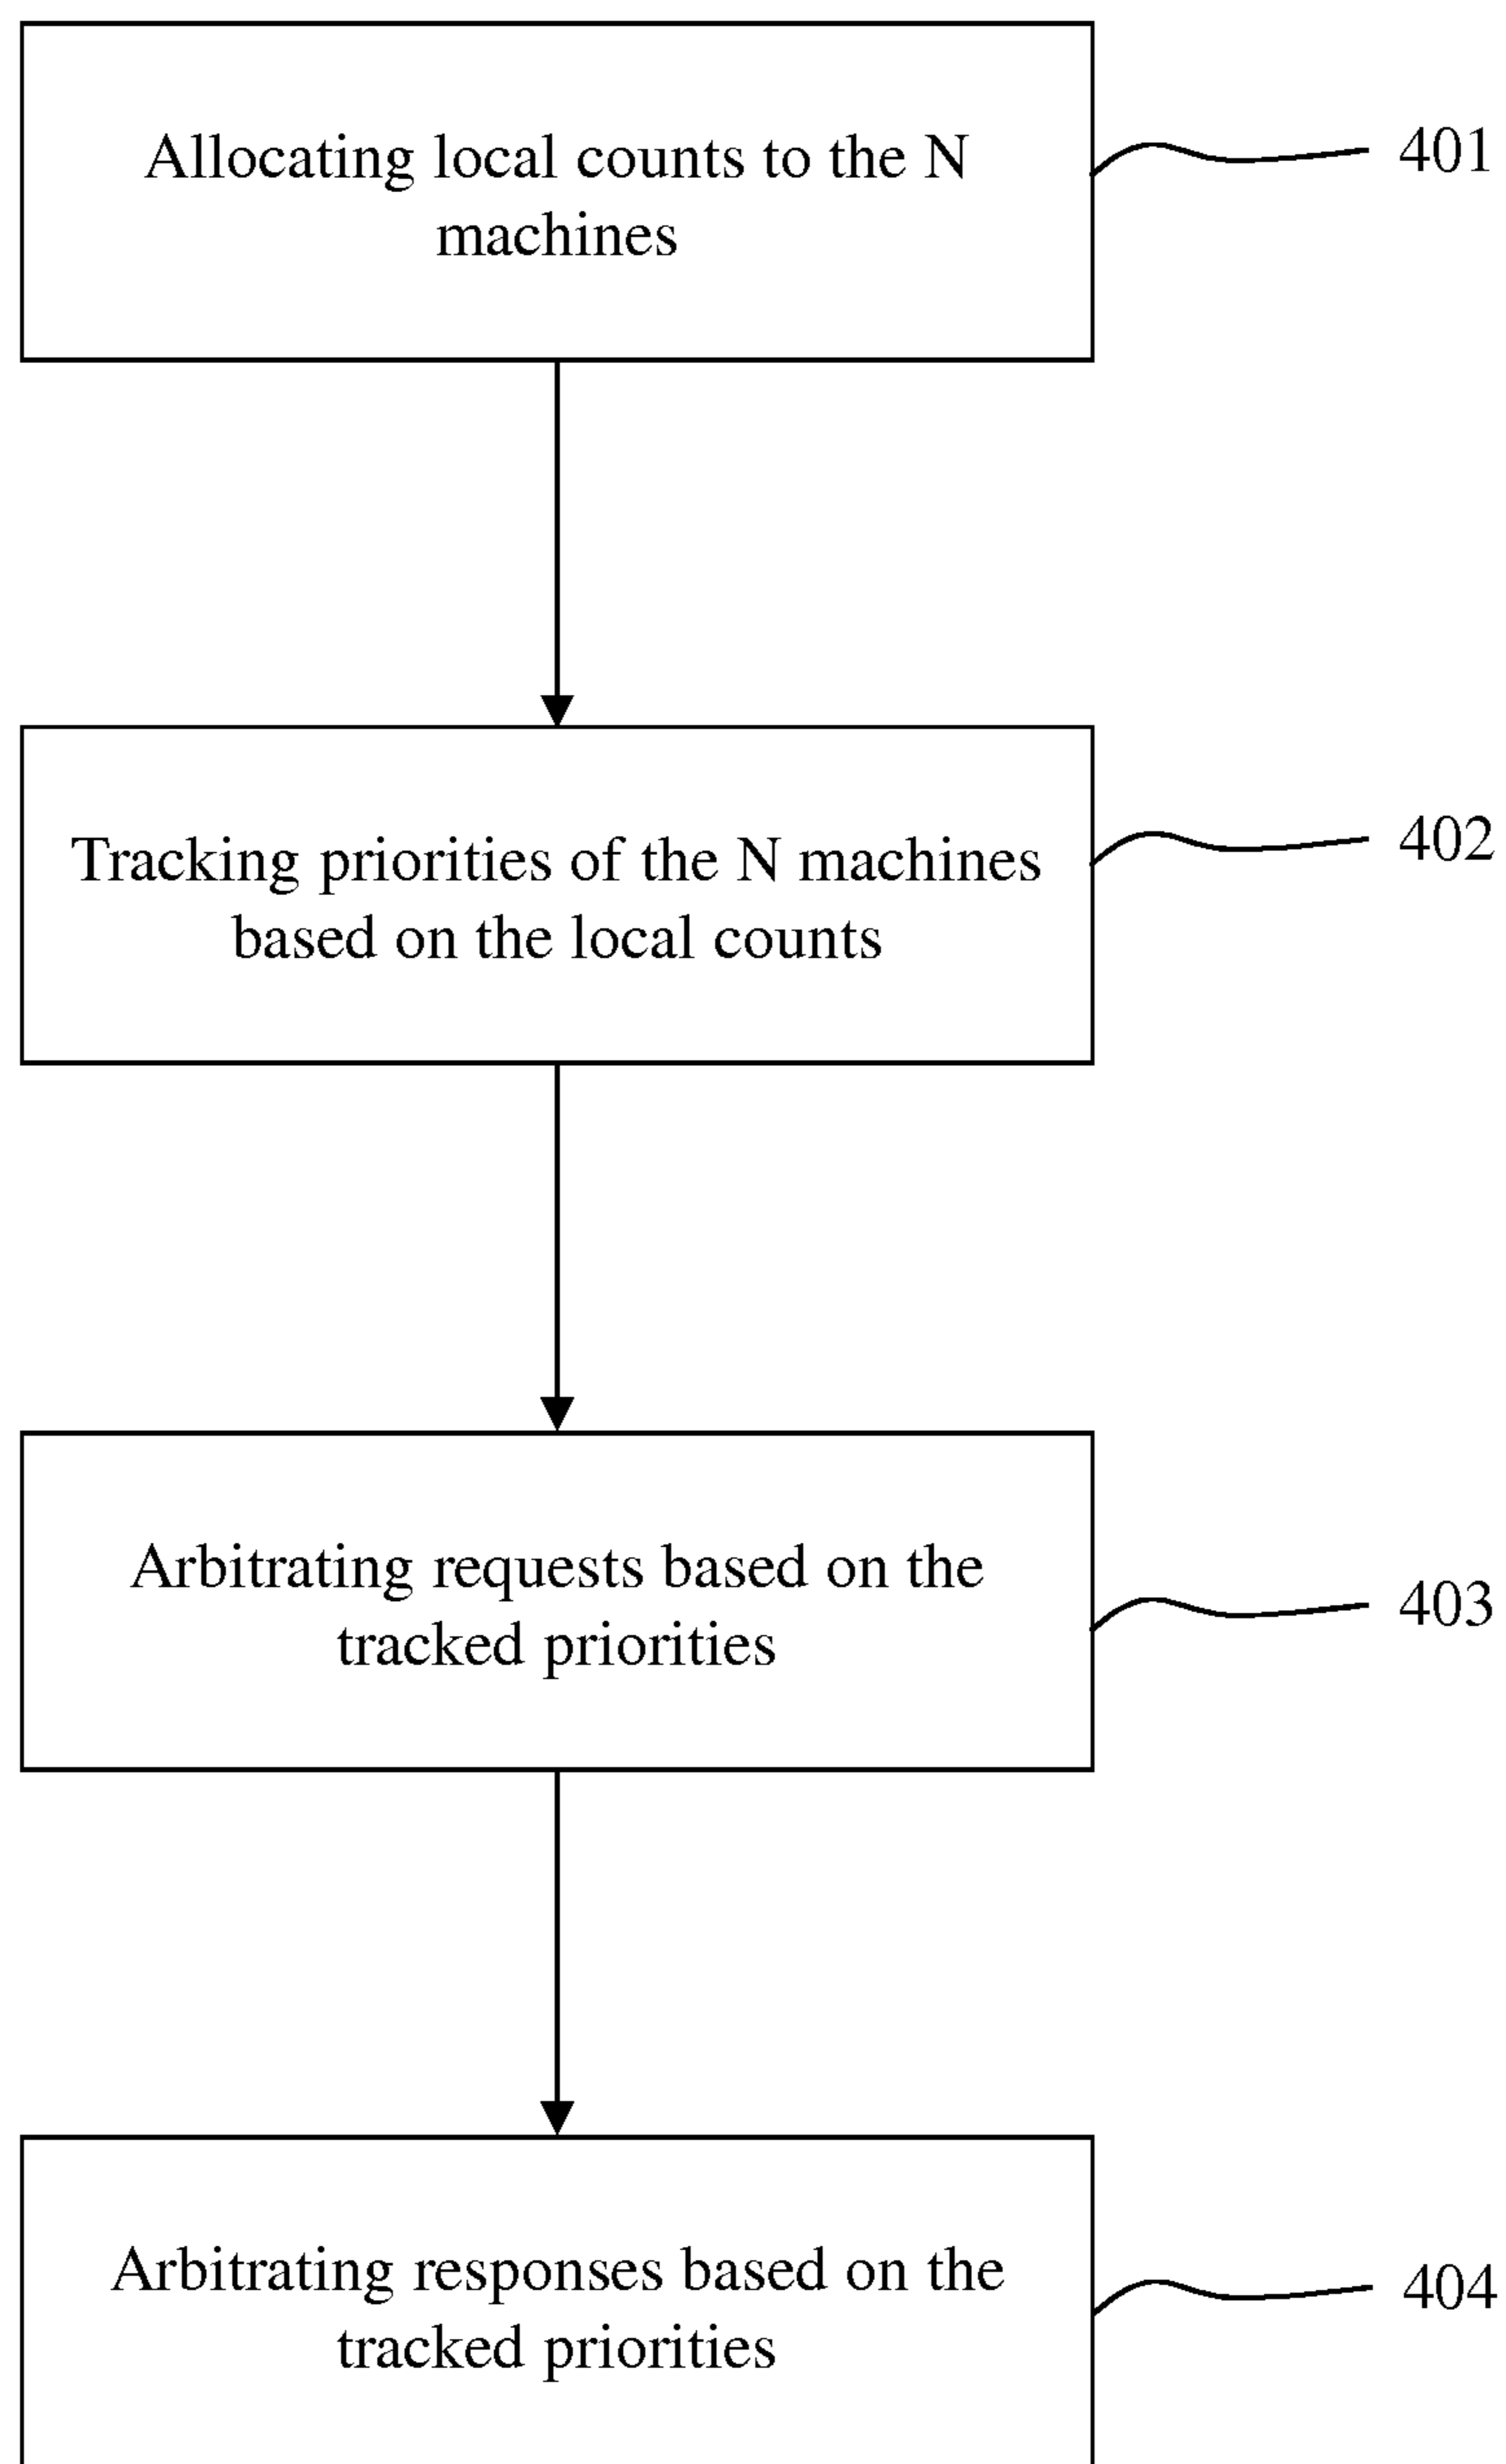 Allocating local counts to the N
machines
401
Tracking priorities of the N machines
based on the local counts
402
Arbitrating requests based on the
tracked priorities
403
Arbitrating responses based on the
tracked priorities
404